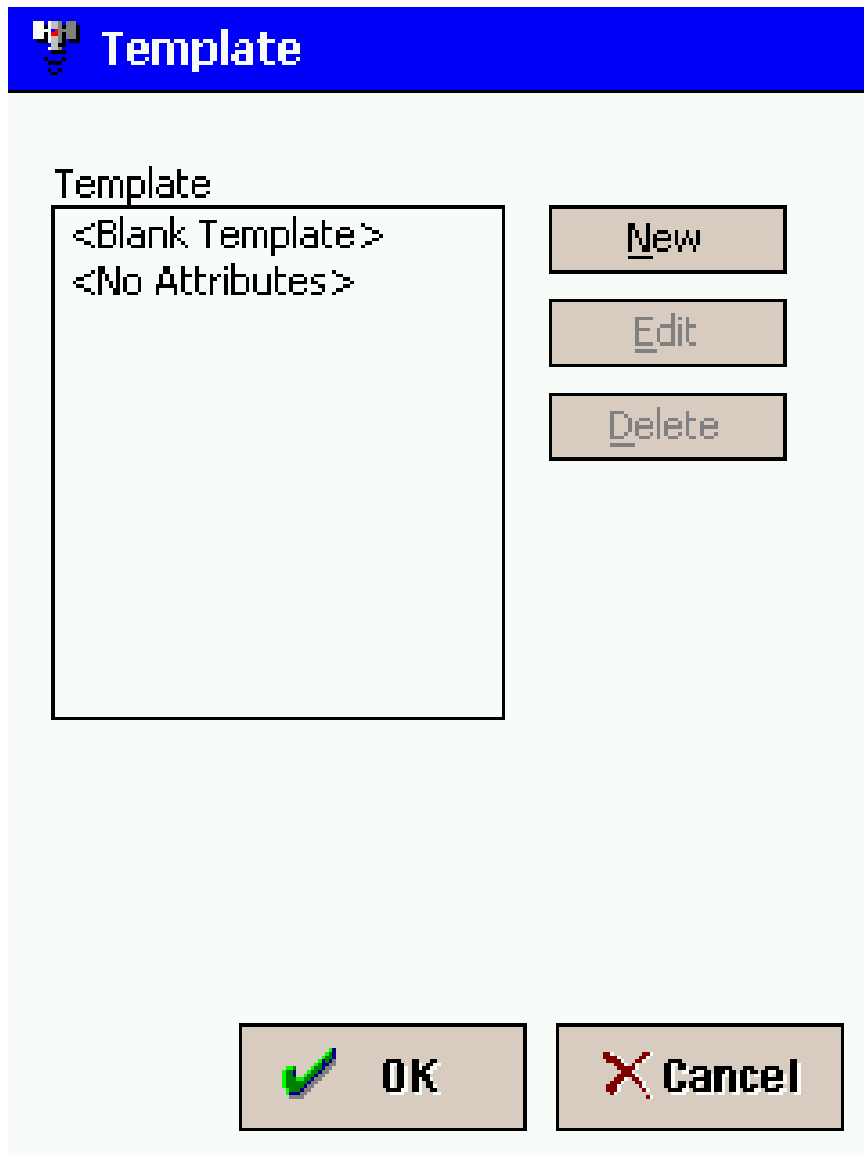 Template
Template
<Blank Template>
<No Attributes>
New
Edit
Delete
OK
Cancel